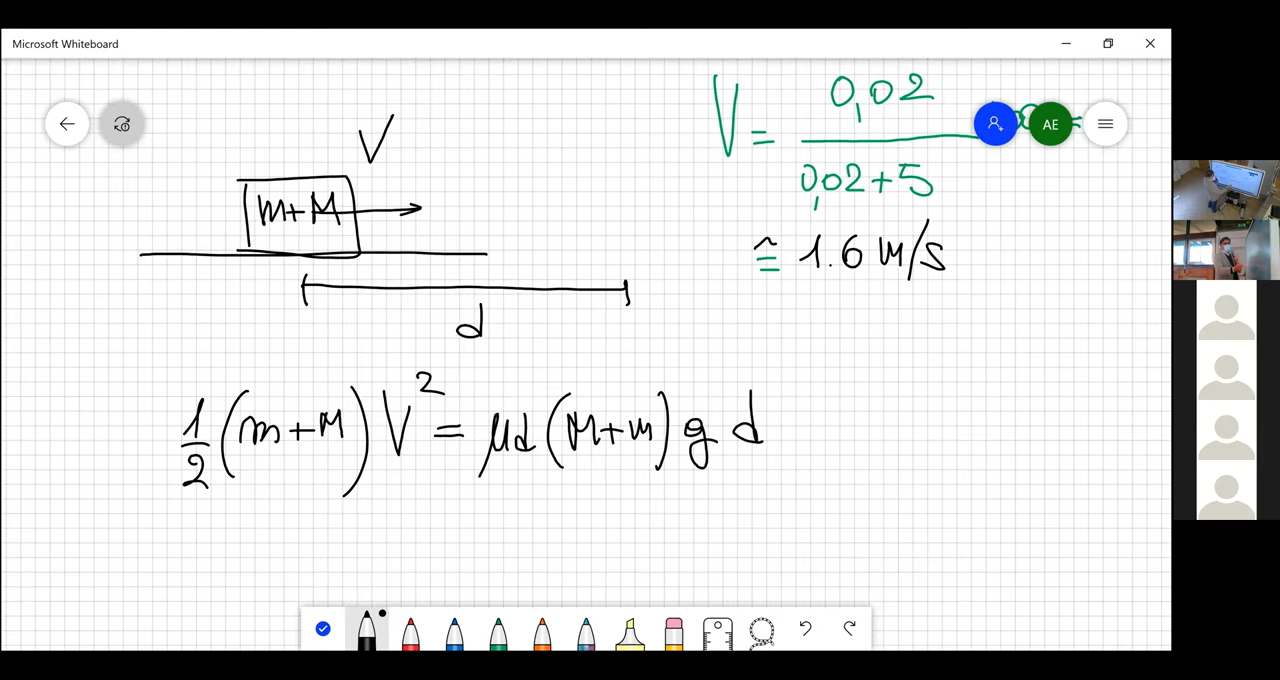 Microsoft Whiteboard
V = 0,02
0,02+5
≅ 1.6 m/s
AE
V
m+M
d
1/2 (m+M) V² = μd (M+m) g d